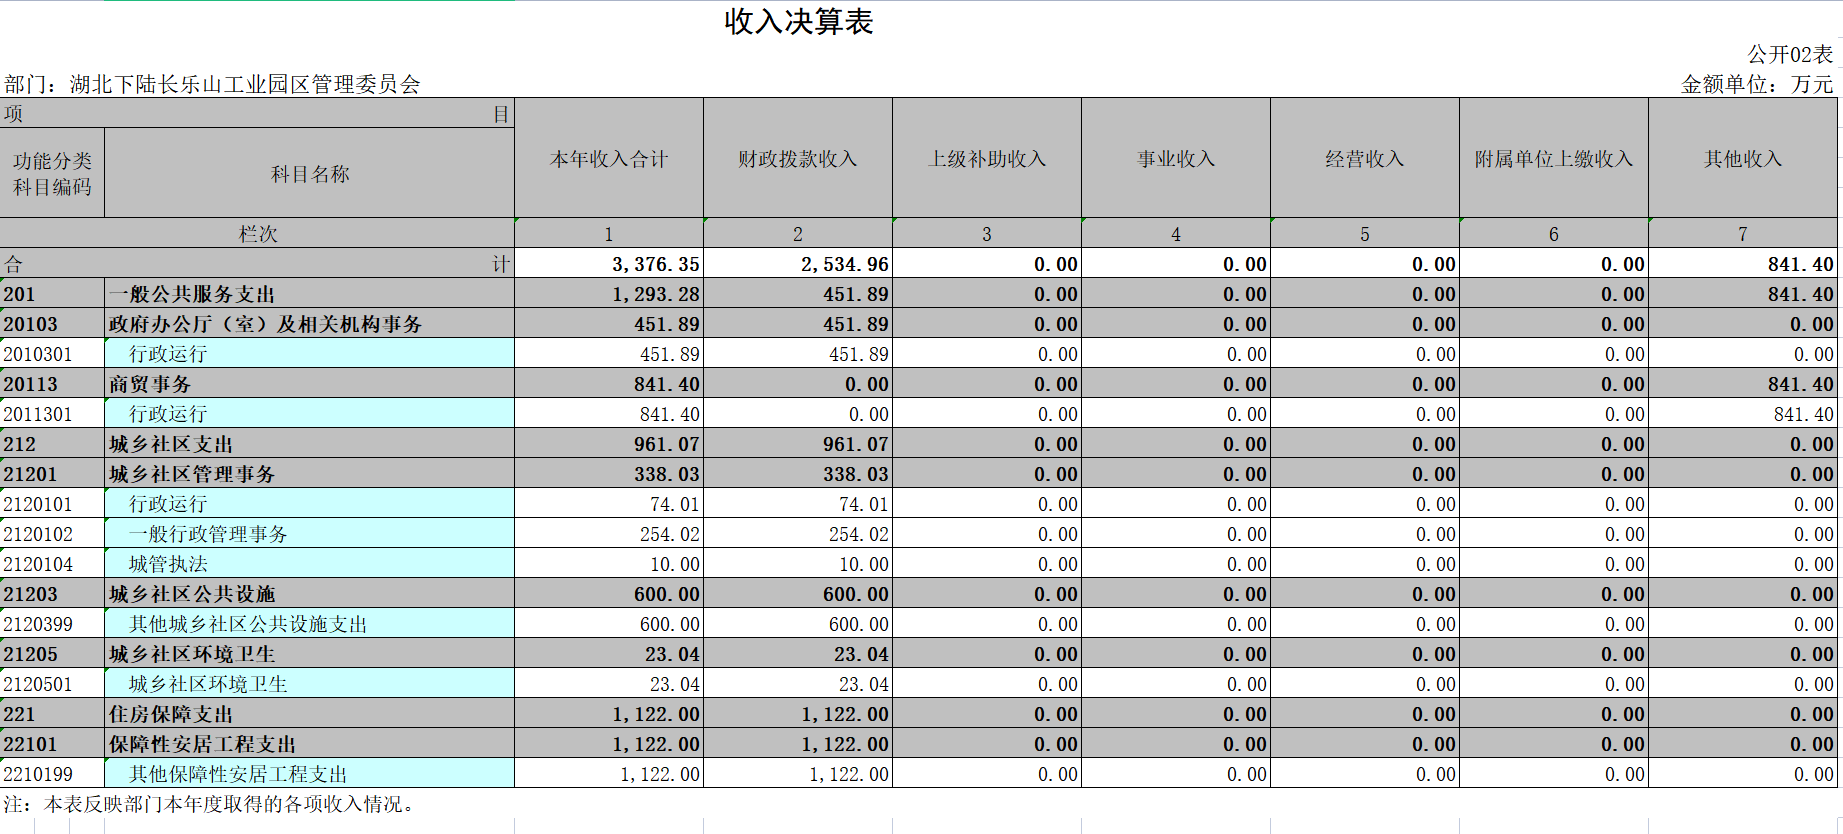 收入决算表
公开02表
部门：湖北下陆长乐山工业园区管理委员会 金额单位：万元
项 目 本年收入合计 财政拨款收入 上级补助收入 事业收入 经营收入 附属单位上缴收入 其他收入
功能分类科目编码 科目名称
栏次 1 2 3 4 5 6 7
合 计 3,376.35 2,534.96 0.00 0.00 0.00 0.00 841.40
201 一般公共服务支出 1,293.28 451.89 0.00 0.00 0.00 0.00 841.40
20103 政府办公厅（室）及相关机构事务 451.89 451.89 0.00 0.00 0.00 0.00 0.00
2010301 行政运行 451.89 451.89 0.00 0.00 0.00 0.00 0.00
20113 商贸事务 841.40 0.00 0.00 0.00 0.00 0.00 841.40
2011301 行政运行 841.40 0.00 0.00 0.00 0.00 0.00 841.40
212 城乡社区支出 961.07 961.07 0.00 0.00 0.00 0.00 0.00
21201 城乡社区管理事务 338.03 338.03 0.00 0.00 0.00 0.00 0.00
2120101 行政运行 74.01 74.01 0.00 0.00 0.00 0.00 0.00
2120102 一般行政管理事务 254.02 254.02 0.00 0.00 0.00 0.00 0.00
2120104 城管执法 10.00 10.00 0.00 0.00 0.00 0.00 0.00
21203 城乡社区公共设施 600.00 600.00 0.00 0.00 0.00 0.00 0.00
2120399 其他城乡社区公共设施支出 600.00 600.00 0.00 0.00 0.00 0.00 0.00
21205 城乡社区环境卫生 23.04 23.04 0.00 0.00 0.00 0.00 0.00
2120501 城乡社区环境卫生 23.04 23.04 0.00 0.00 0.00 0.00 0.00
221 住房保障支出 1,122.00 1,122.00 0.00 0.00 0.00 0.00 0.00
22101 保障性安居工程支出 1,122.00 1,122.00 0.00 0.00 0.00 0.00 0.00
2210199 其他保障性安居工程支出 1,122.00 1,122.00 0.00 0.00 0.00 0.00 0.00
注：本表反映部门本年度取得的各项收入情况。